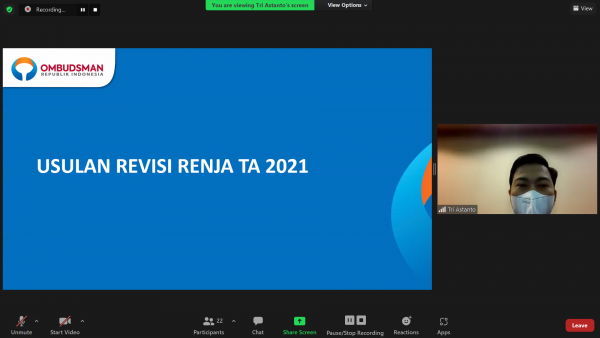 Recording...
You are viewing Tri Astanto's screen
View Options
View
OMBUDSMAN
REPUBLIK INDONESIA
USULAN REVISI RENJA TA 2021
Tri Astanto
Unmute
Start Video
22
Participants
Chat
Share Screen
Pause/Stop Recording
Reactions
Apps
Leave